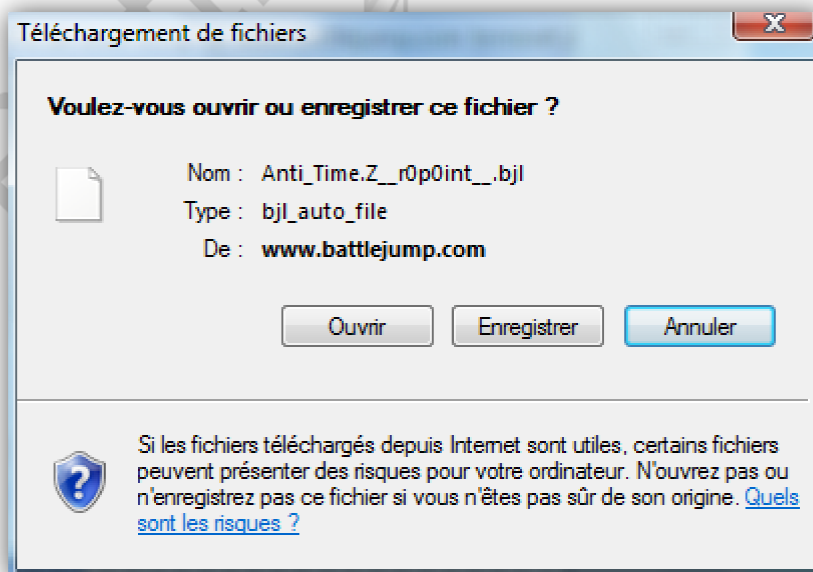 Téléchargement de fichiers
Voulez-vous ouvrir ou enregistrer ce fichier ?
Nom : Anti_Time.Z__r0p0int__.bjl
Type : bjl_auto_file
De : www.battlejump.com
Ouvrir Enregistrer Annuler
Si les fichiers téléchargés depuis Internet sont utiles, certains fichiers
peuvent présenter des risques pour votre ordinateur. N'ouvrez pas ou
n'enregistrez pas ce fichier si vous n'êtes pas sûr de son origine. Quels
sont les risques ?